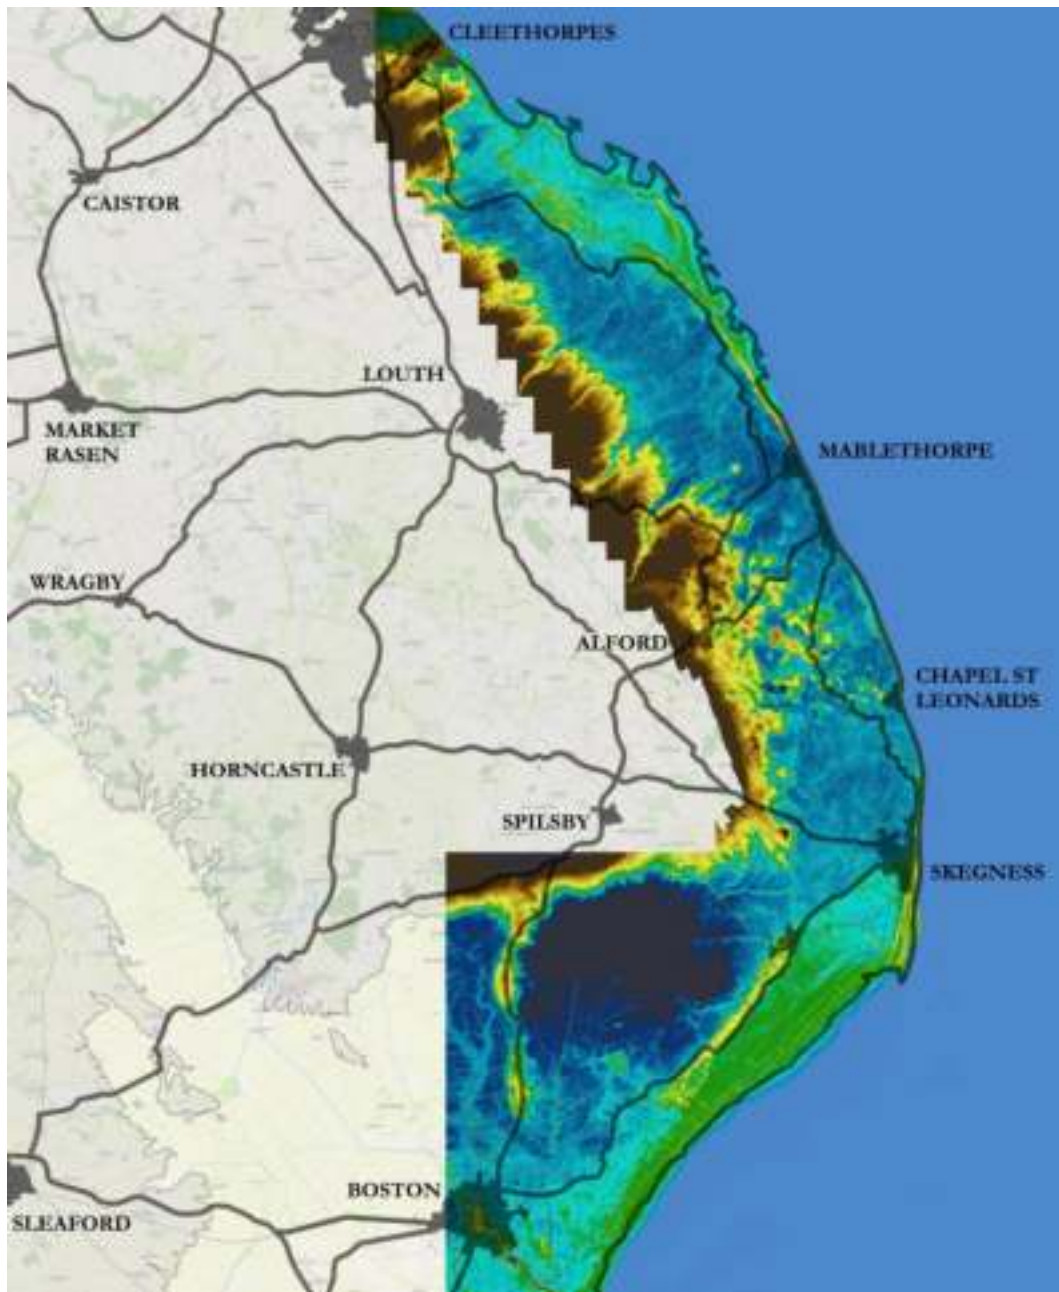 CLEETHORPES
CAISTOR
LOUTH
MARKET
RASEN
MABLETHORPE
WRAGBY
ALFORD
CHAPEL ST
LEONARDS
HORNCASTLE
SPILSBY
SKEGNESS
BOSTON
SLEAFORD